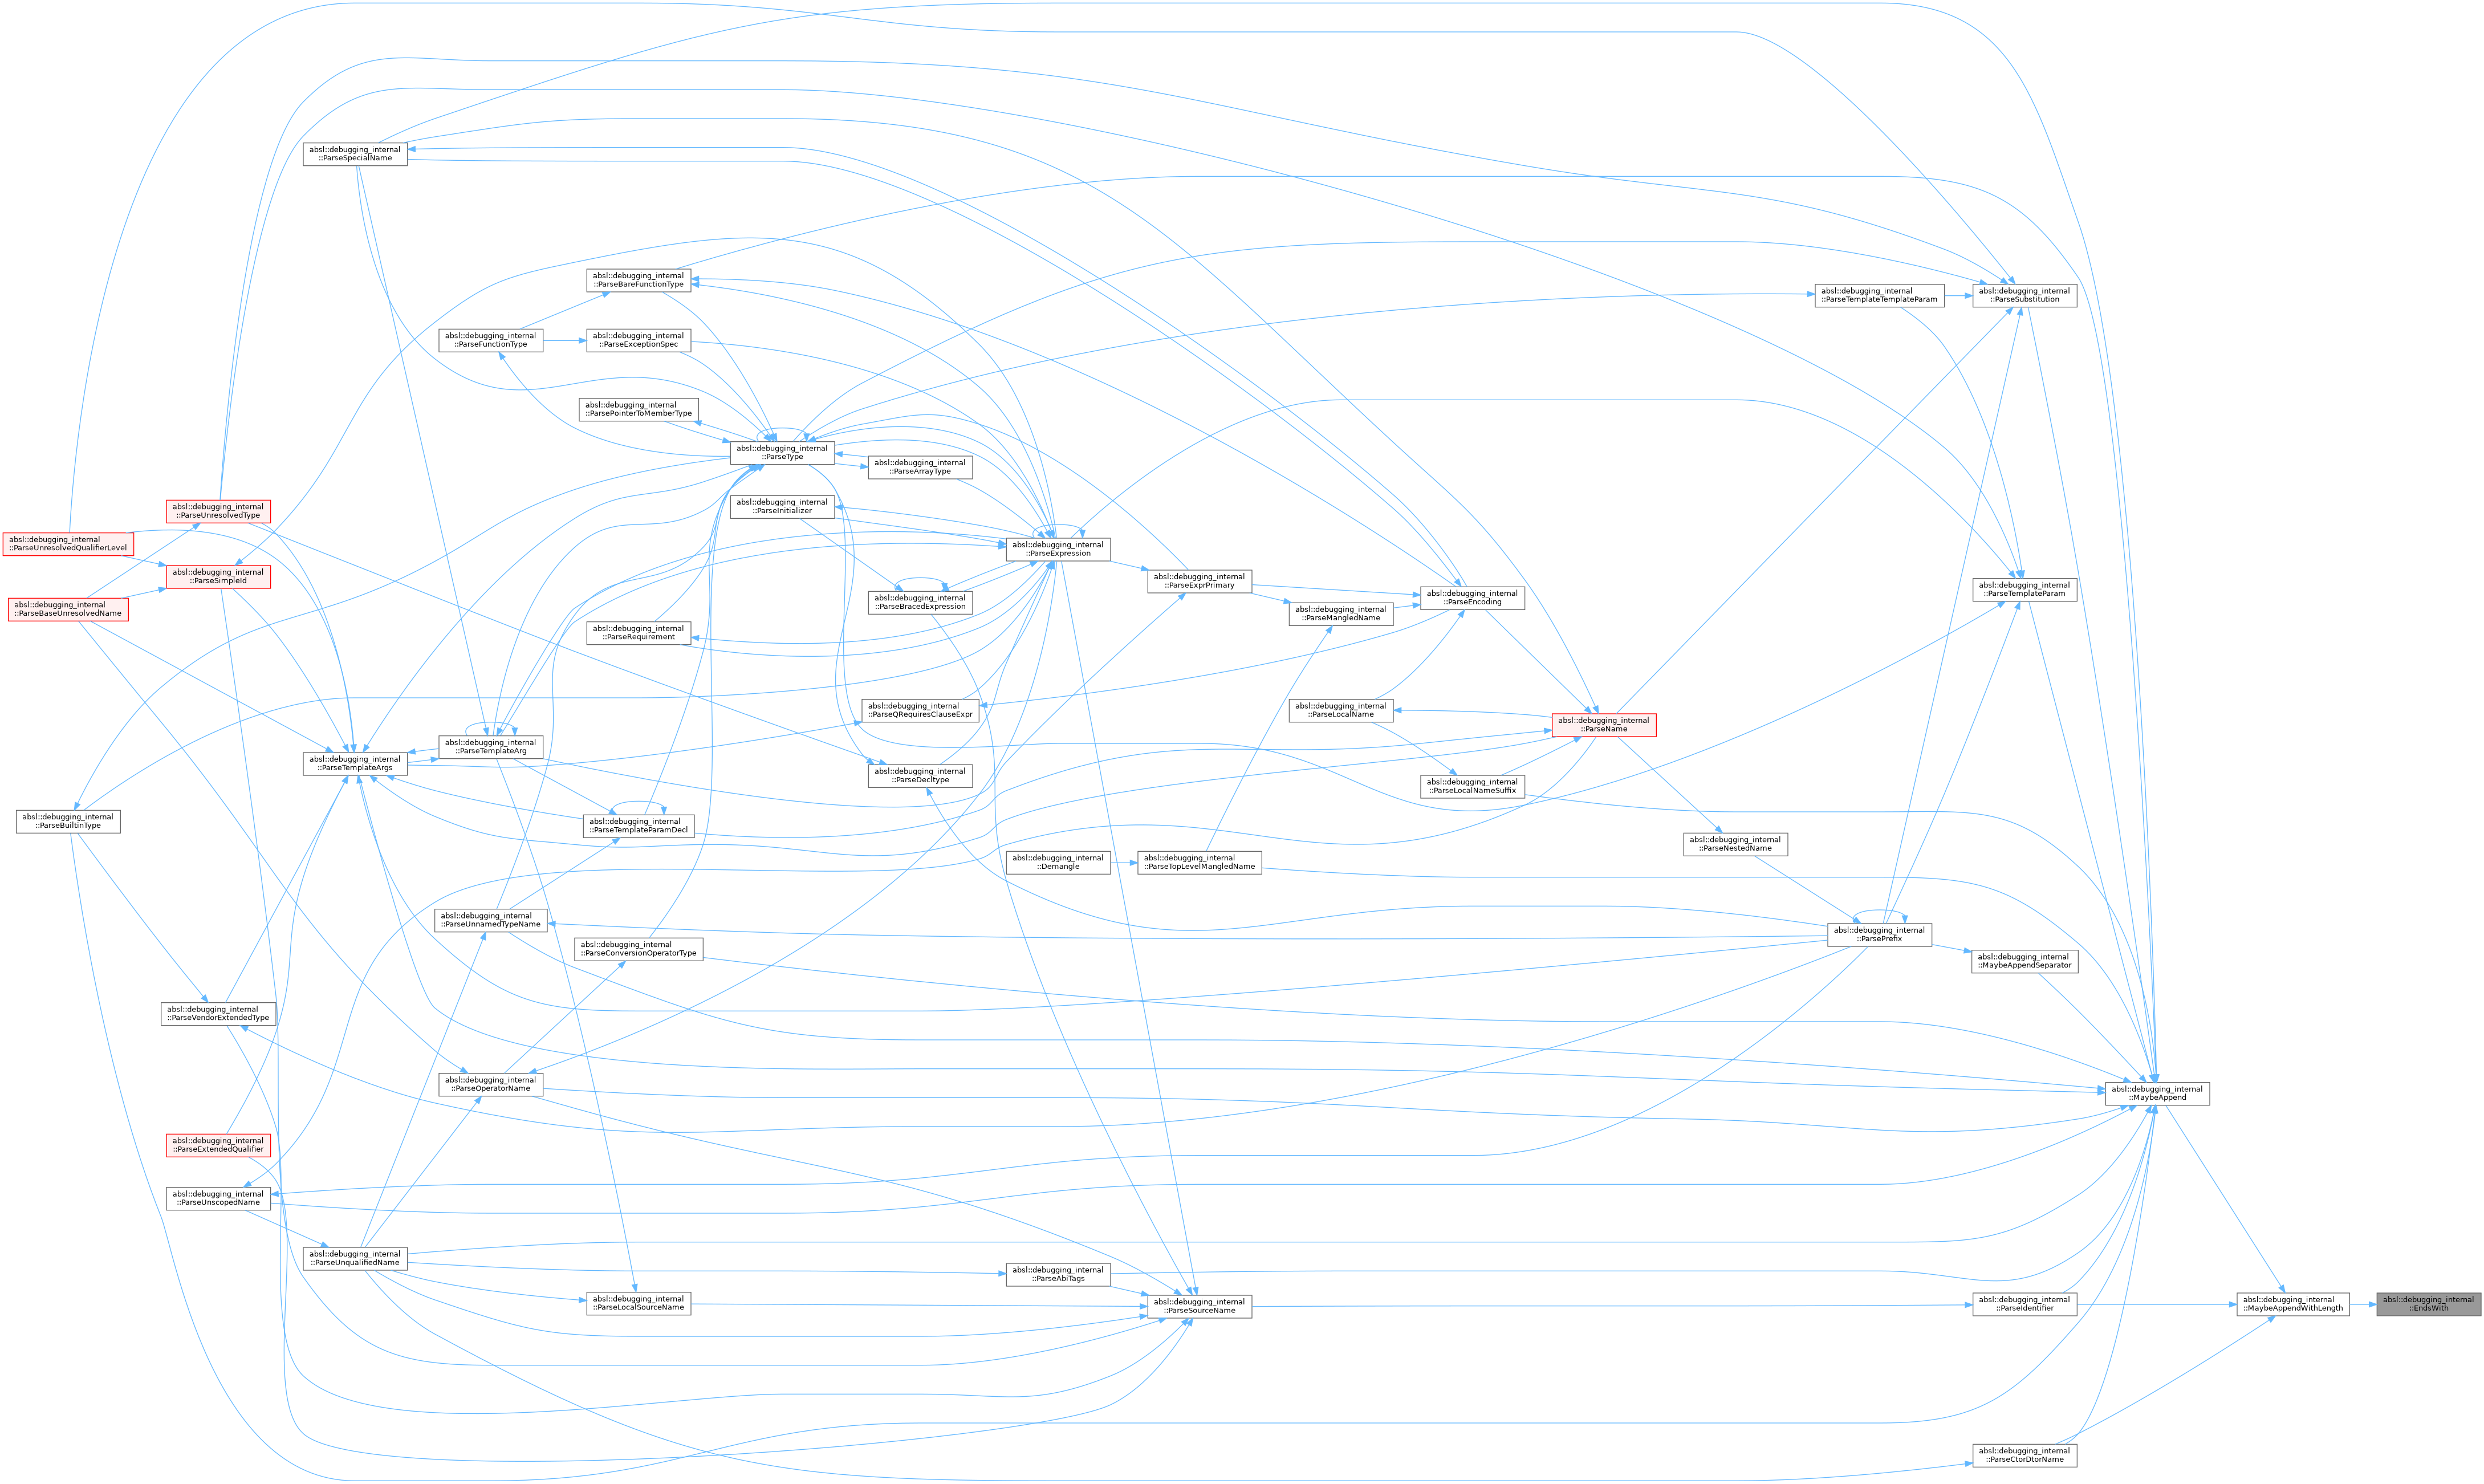 absl::debugging_internal
::ParseSpecialName
absl::debugging_internal
::ParseBareFunctionType
absl::debugging_internal
::ParseTemplateTemplateParam
absl::debugging_internal
::ParseSubstitution
absl::debugging_internal
::ParseFunctionType
absl::debugging_internal
::ParseExceptionSpec
absl::debugging_internal
::ParsePointerToMemberType
absl::debugging_internal
::ParseType
absl::debugging_internal
::ParseArrayType
absl::debugging_internal
::ParseUnresolvedType
absl::debugging_internal
::ParseInitializer
absl::debugging_internal
::ParseUnresolvedQualifierLevel
absl::debugging_internal
::ParseExpression
absl::debugging_internal
::ParseSimpleId
absl::debugging_internal
::ParseExprPrimary
absl::debugging_internal
::ParseEncoding
absl::debugging_internal
::ParseTemplateParam
absl::debugging_internal
::ParseBaseUnresolvedName
absl::debugging_internal
::ParseBracedExpression
absl::debugging_internal
::ParseMangledName
absl::debugging_internal
::ParseRequirement
absl::debugging_internal
::ParseQRequiresClauseExpr
absl::debugging_internal
::ParseLocalName
absl::debugging_internal
::ParseName
absl::debugging_internal
::ParseTemplateArg
absl::debugging_internal
::ParseTemplateArgs
absl::debugging_internal
::ParseDecltype
absl::debugging_internal
::ParseLocalNameSuffix
absl::debugging_internal
::ParseBuiltinType
absl::debugging_internal
::ParseTemplateParamDecl
absl::debugging_internal
::ParseNestedName
absl::debugging_internal
::Demangle
absl::debugging_internal
::ParseTopLevelMangledName
absl::debugging_internal
::ParseUnnamedTypeName
absl::debugging_internal
::ParsePrefix
absl::debugging_internal
::ParseConversionOperatorType
absl::debugging_internal
::MaybeAppendSeparator
absl::debugging_internal
::ParseVendorExtendedType
absl::debugging_internal
::ParseOperatorName
absl::debugging_internal
::MaybeAppend
absl::debugging_internal
::ParseExtendedQualifier
absl::debugging_internal
::ParseUnscopedName
absl::debugging_internal
::ParseUnqualifiedName
absl::debugging_internal
::ParseAbiTags
absl::debugging_internal
::ParseLocalSourceName
absl::debugging_internal
::ParseSourceName
absl::debugging_internal
::ParseIdentifier
absl::debugging_internal
::MaybeAppendWithLength
absl::debugging_internal
::EndsWith
absl::debugging_internal
::ParseCtorDtorName